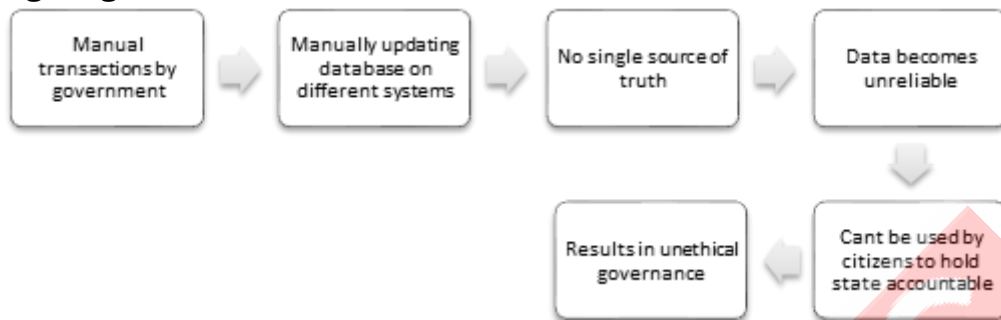 Manual
transactions by
government
Manually updating
database on
different systems
No single source of
truth
Data becomes
unreliable
Cant be used by
citizens to hold
state accountable
Results in unethical
governance